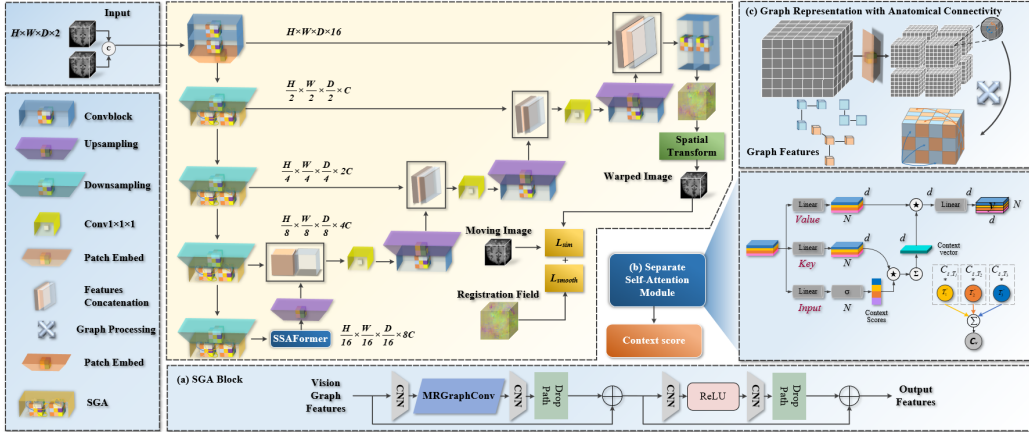 Input
H×W×D×2
C
Convblock
Upsampling
Downsampling
Conv1×1×1
Patch Embed
Features
Concatenation
Graph Processing
Patch Embed
SGA
H×W×D×16
H/2 × W/2 × D/2 × C
H/4 × W/4 × D/4 × 2C
H/8 × W/8 × D/8 × 4C
H/16 × W/16 × D/16 × 8C
SSAFormer
Spatial
Transform
Warped Image
Moving Image
L_sim
+
L_smooth
Registration Field
(b) Separate
Self-Attention
Module
Context score
(c) Graph Representation with Anatomical Connectivity
Graph Features
Linear
Value
d
N
Linear
d
N
d
Linear
Key
d
N
d
Context
vector
Linear
Input
α
N
Context
Scores
Σ
T₁
T₂
T₃
Σ
(a) SGA Block
Vision
Graph
Features
CNN
MRGraphConv
CNN
Drop
Path
CNN
ReLU
CNN
Drop
Path
Output
Features